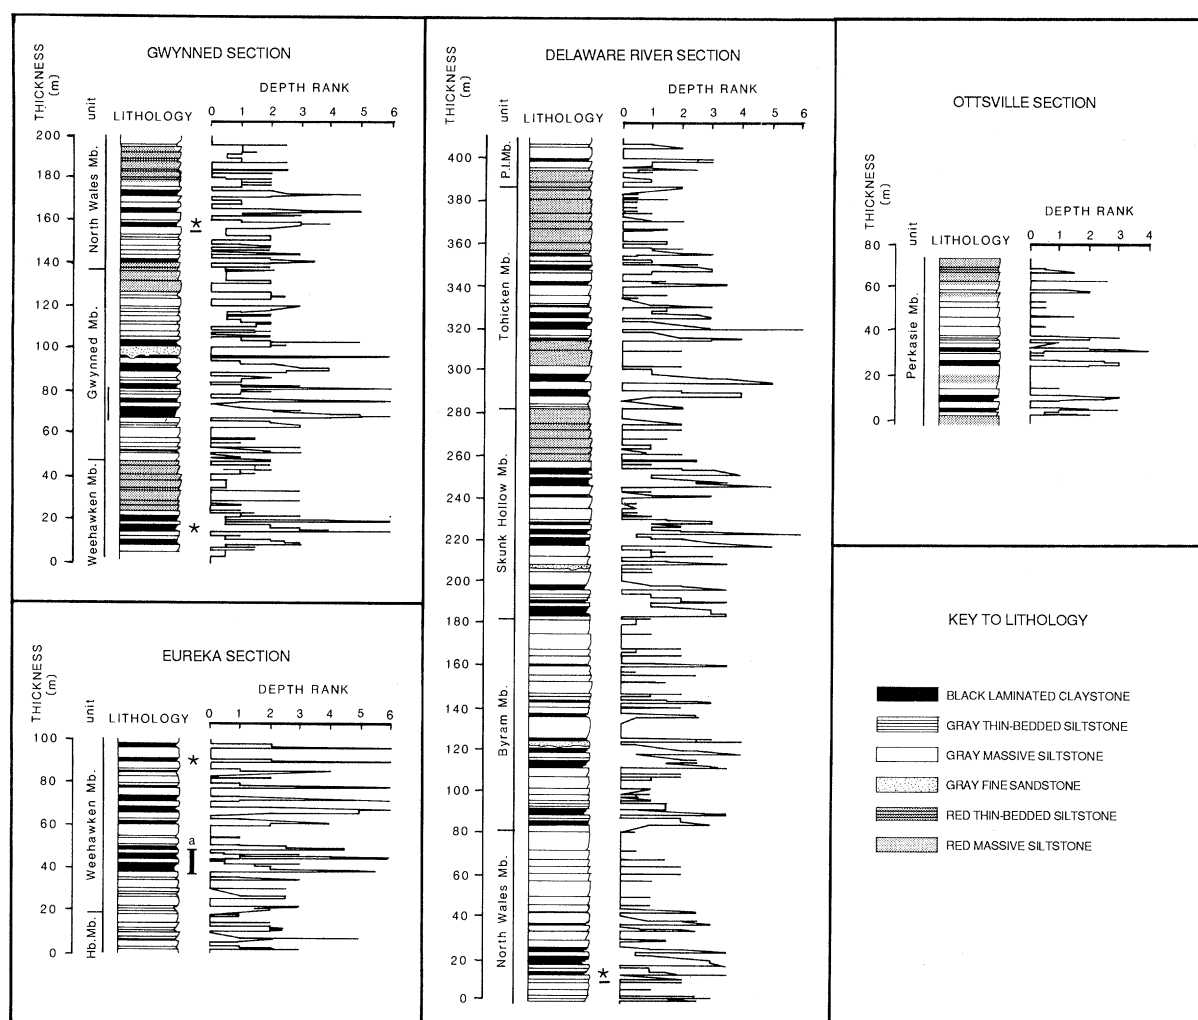 GWYNNED SECTION
THICKNESS
(m)
unit
LITHOLOGY
DEPTH RANK
0 1 2 3 4 5 6
200
180
160
140
120
100
80
60
40
20
0
North Wales Mb.
Gwynned Mb.
Weehawken Mb.
*
*
EUREKA SECTION
THICKNESS
(m)
unit
LITHOLOGY
DEPTH RANK
0 1 2 3 4 5 6
100
80
60
40
20
0
Weehawken Mb.
Hb.Mb.
*
a
DELAWARE RIVER SECTION
THICKNESS
(m)
unit
LITHOLOGY
DEPTH RANK
0 1 2 3 4 5 6
400
380
360
340
320
300
280
260
240
220
200
180
160
140
120
100
80
60
40
20
0
P.I.Mb.
Tohicken Mb.
Skunk Hollow Mb.
Byram Mb.
North Wales Mb.
*
OTTSVILLE SECTION
THICKNESS
(m)
unit
LITHOLOGY
DEPTH RANK
0 1 2 3 4
80
60
40
20
0
Perkasie Mb.
KEY TO LITHOLOGY
BLACK LAMINATED CLAYSTONE
GRAY THIN-BEDDED SILTSTONE
GRAY MASSIVE SILTSTONE
GRAY FINE SANDSTONE
RED THIN-BEDDED SILTSTONE
RED MASSIVE SILTSTONE